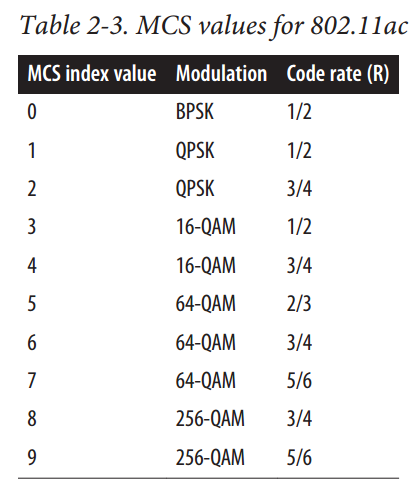 Table 2-3. MCS values for 802.11ac
MCS index value Modulation Code rate (R)
0 BPSK 1/2
1 QPSK 1/2
2 QPSK 3/4
3 16-QAM 1/2
4 16-QAM 3/4
5 64-QAM 2/3
6 64-QAM 3/4
7 64-QAM 5/6
8 256-QAM 3/4
9 256-QAM 5/6